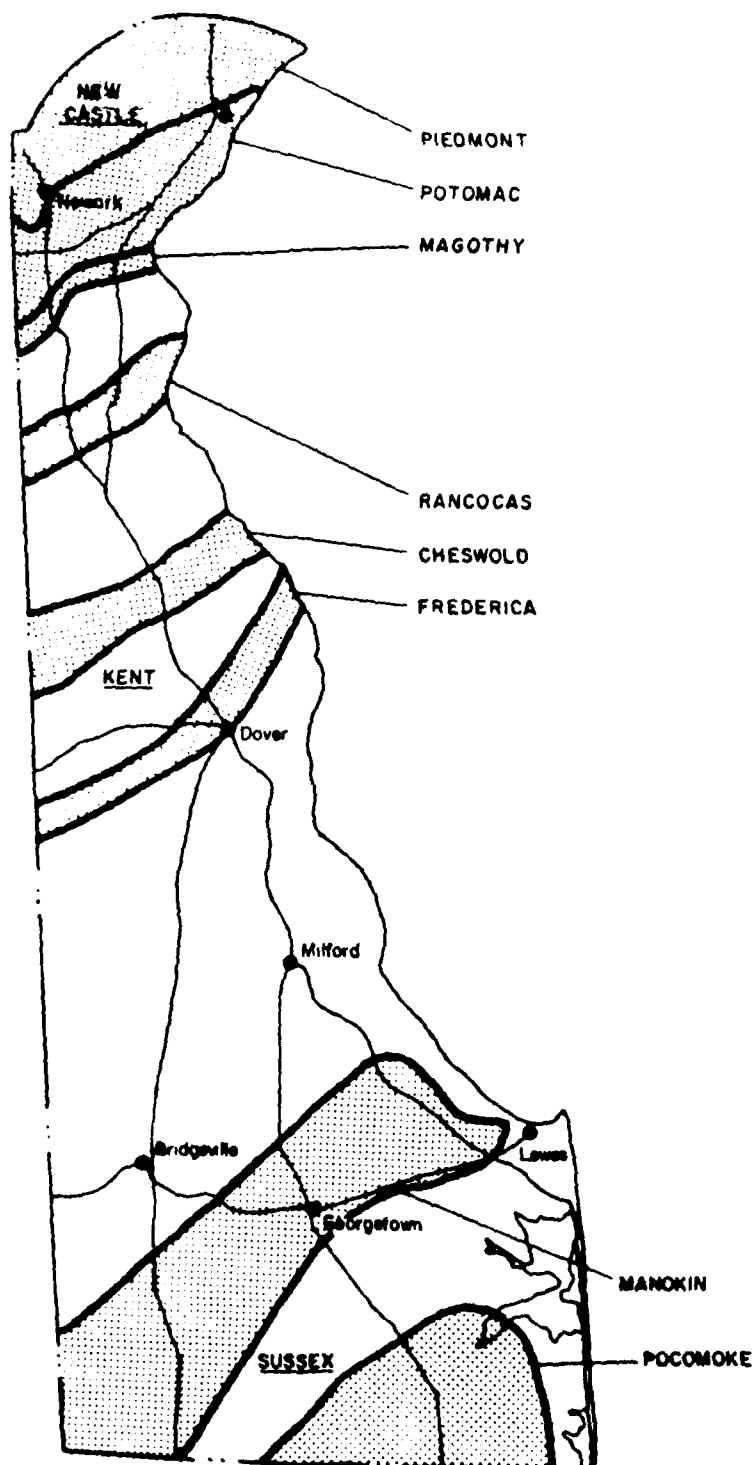 NEW
CASTLE
PIEDMONT
POTOMAC
Newark
MAGOTHY
RANCOCAS
CHESWOLD
FREDERICA
KENT
Dover
Milford
Bridgeville
Lewes
Georgetown
MANOKIN
SUSSEX
POCOMOKE